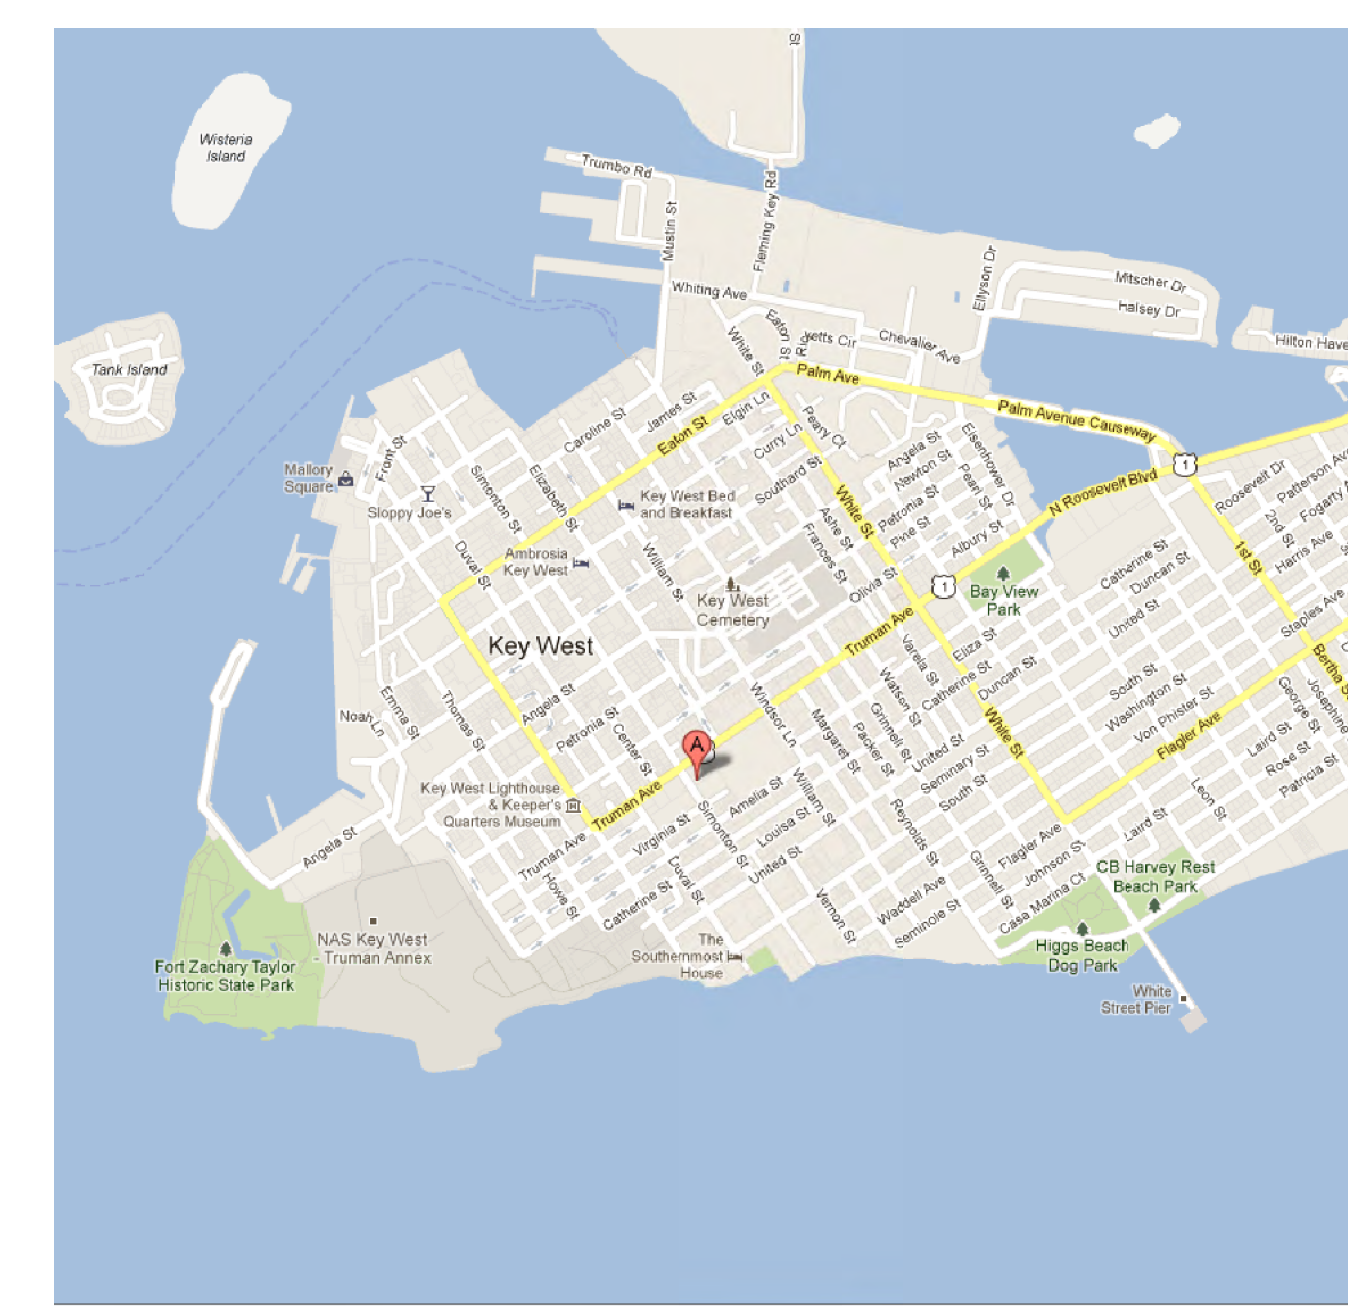 St
Wisteria
Island
Trumbo Rd
Mustin St
Fleming Key Rd
Ellyson Dr
Mitscher Dr
Whiting Ave
Halsey Dr
Eaton St
White St
Chevalier Ave
Hilton Have
Tank Island
Palm Ave
Palm Avenue Causeway
James St
Elgin Ln
Caroline St
Eaton St
Curry Ln
Peary Ct
Front St
Angela St
Eisenhower Dr
Mallory
Square
Simonton St
Elizabeth St
Southard St
Newton St
Pearl St
1
N Roosevelt Blvd
Roosevelt Dr
Patterson Ave
Fogarty
Sloppy Joe's
Key West Bed
and Breakfast
White St
Ashe St
Petronia St
Pine St
2nd St
Frances St
Albury St
Harris Ave
Duval St
Ambrosia
Key West
William St
1st St
Catherine St
Duncan St
Olivia St
1
Bay View
Park
Key West
Cemetery
United St
Staples Ave
Truman Ave
Key West
Varela St
Eliza St
Bertha S
Catherine St
Duncan St
South St
Josephine
George St
Watson St
Washington St
Windsor Ln
Angela St
Emma St
Thomas St
Noah Ln
Grinnell St
Von Phister St
White St
Petronia St
Center St
Margaret St
Packer St
Flagler Ave
Laird St
A
United St
Rose St
Seminary St
Patricia St
Key West Lighthouse
& Keeper's
Quarters Museum
Truman Ave
Amelia St
William St
South St
Leon St
Simonton St
Virginia St
Louisa St
Reynolds St
Laird St
Angela St
Truman Ave
United St
Flagler Ave
Johnson St
Howe St
Duval St
Grinnell St
CB Harvey Rest
Beach Park
Catherine St
Vernon St
Waddell Ave
Casa Marina Ct
Seminole St
NAS Key West
- Truman Annex
The
Southernmost
House
Higgs Beach
Dog Park
Fort Zachary Taylor
Historic State Park
White
Street Pier